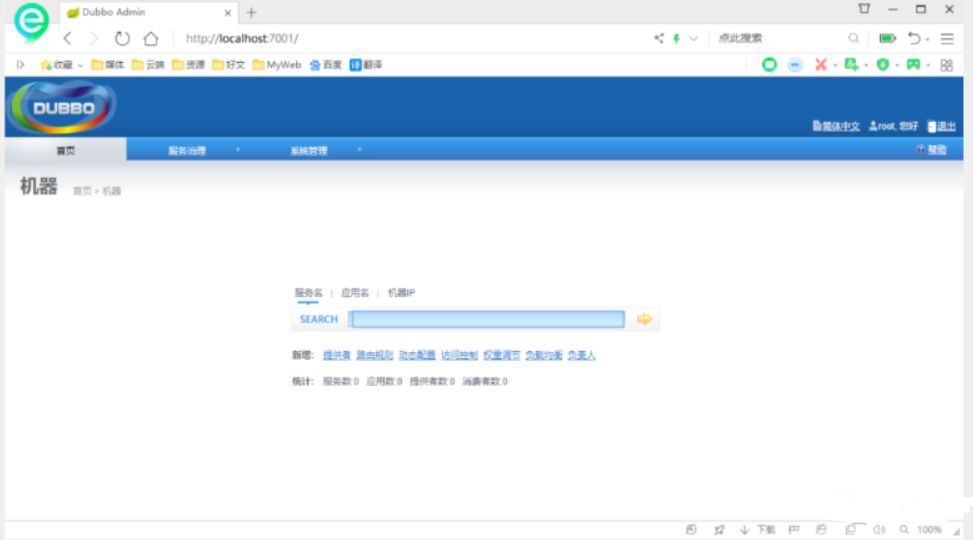 Dubbo Admin
http://localhost:7001/
点此搜索
收藏 媒体 云端 资源 好文 MyWeb 百度 译 翻译
DUBBO
简体中文 root, 您好 退出
首页 服务治理 系统管理 帮助
机器 首页 > 机器
服务名 | 应用名 | 机器IP
SEARCH
新增: 提供者 路由规则 动态配置 访问控制 权重调节 负载均衡 负责人
统计: 服务数:0 应用数:0 提供者数:0 消费者数:0
下载 100%